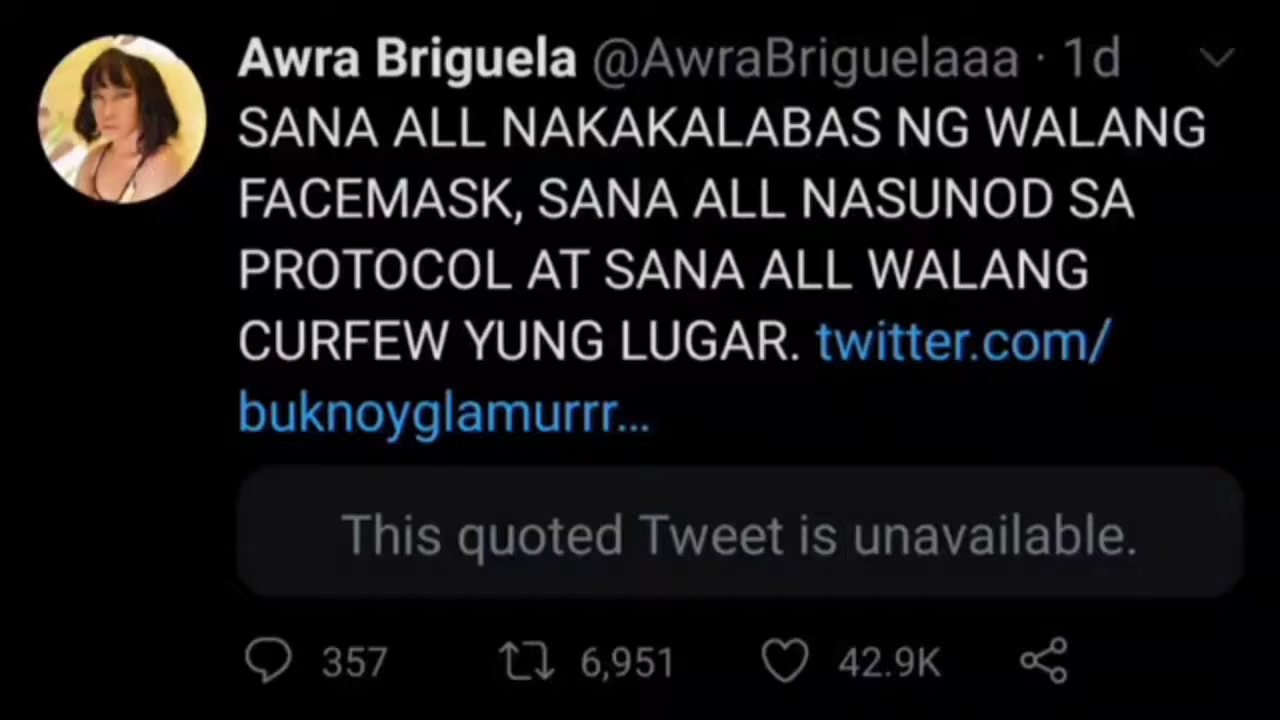 Awra Briguela @AwraBriguelaaa · 1d
SANA ALL NAKAKALABAS NG WALANG
FACEMASK, SANA ALL NASUNOD SA
PROTOCOL AT SANA ALL WALANG
CURFEW YUNG LUGAR. twitter.com/
buknoyglamurrr...
This quoted Tweet is unavailable.
357 6,951 42.9K